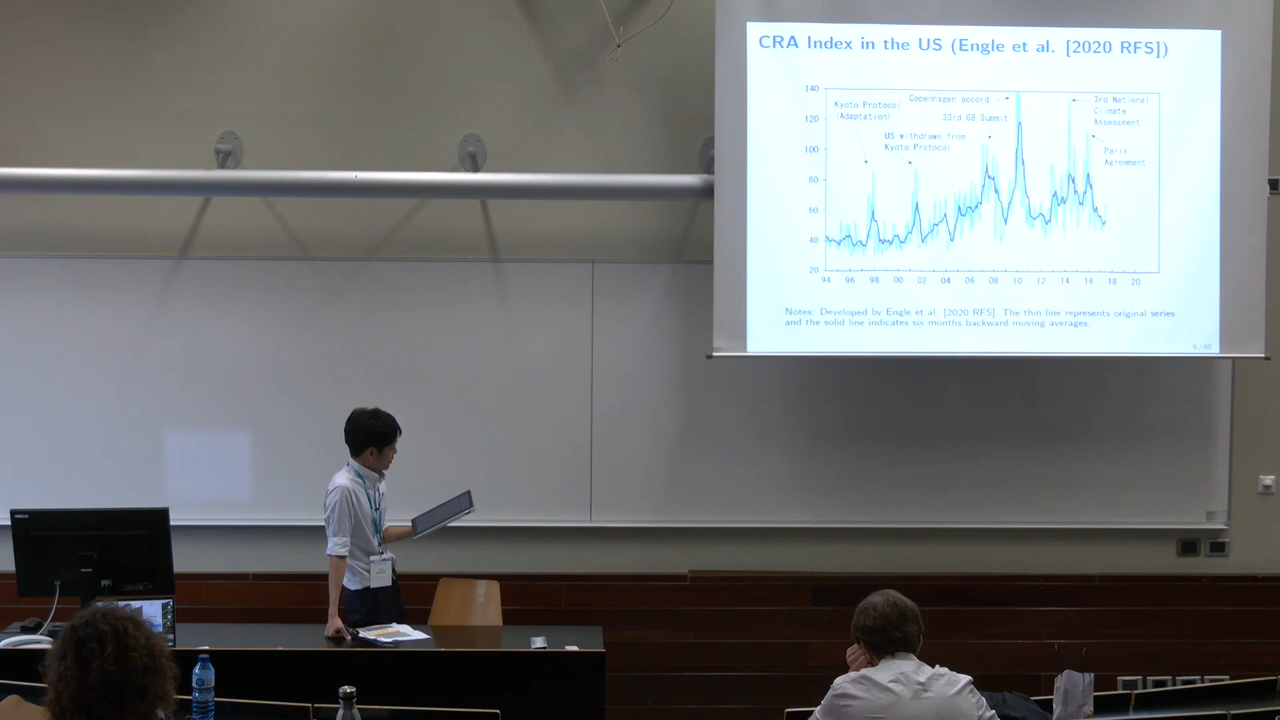 CRA Index in the US (Engle et al. [2020 RFS])
140
120
100
80
60
40
20
Kyoto Protocol
(Adaptation)
Copenhagen accord
33rd G8 Summit
US withdraws from
Kyoto Protocol
3rd National
Climate
Assessment
Paris
Agreement
94 96 98 00 02 04 06 08 10 12 14 16 18 20
Notes: Developed by Engle et al. [2020 RFS]. The thin line represents original series
and the solid line indicates six months backward moving averages.